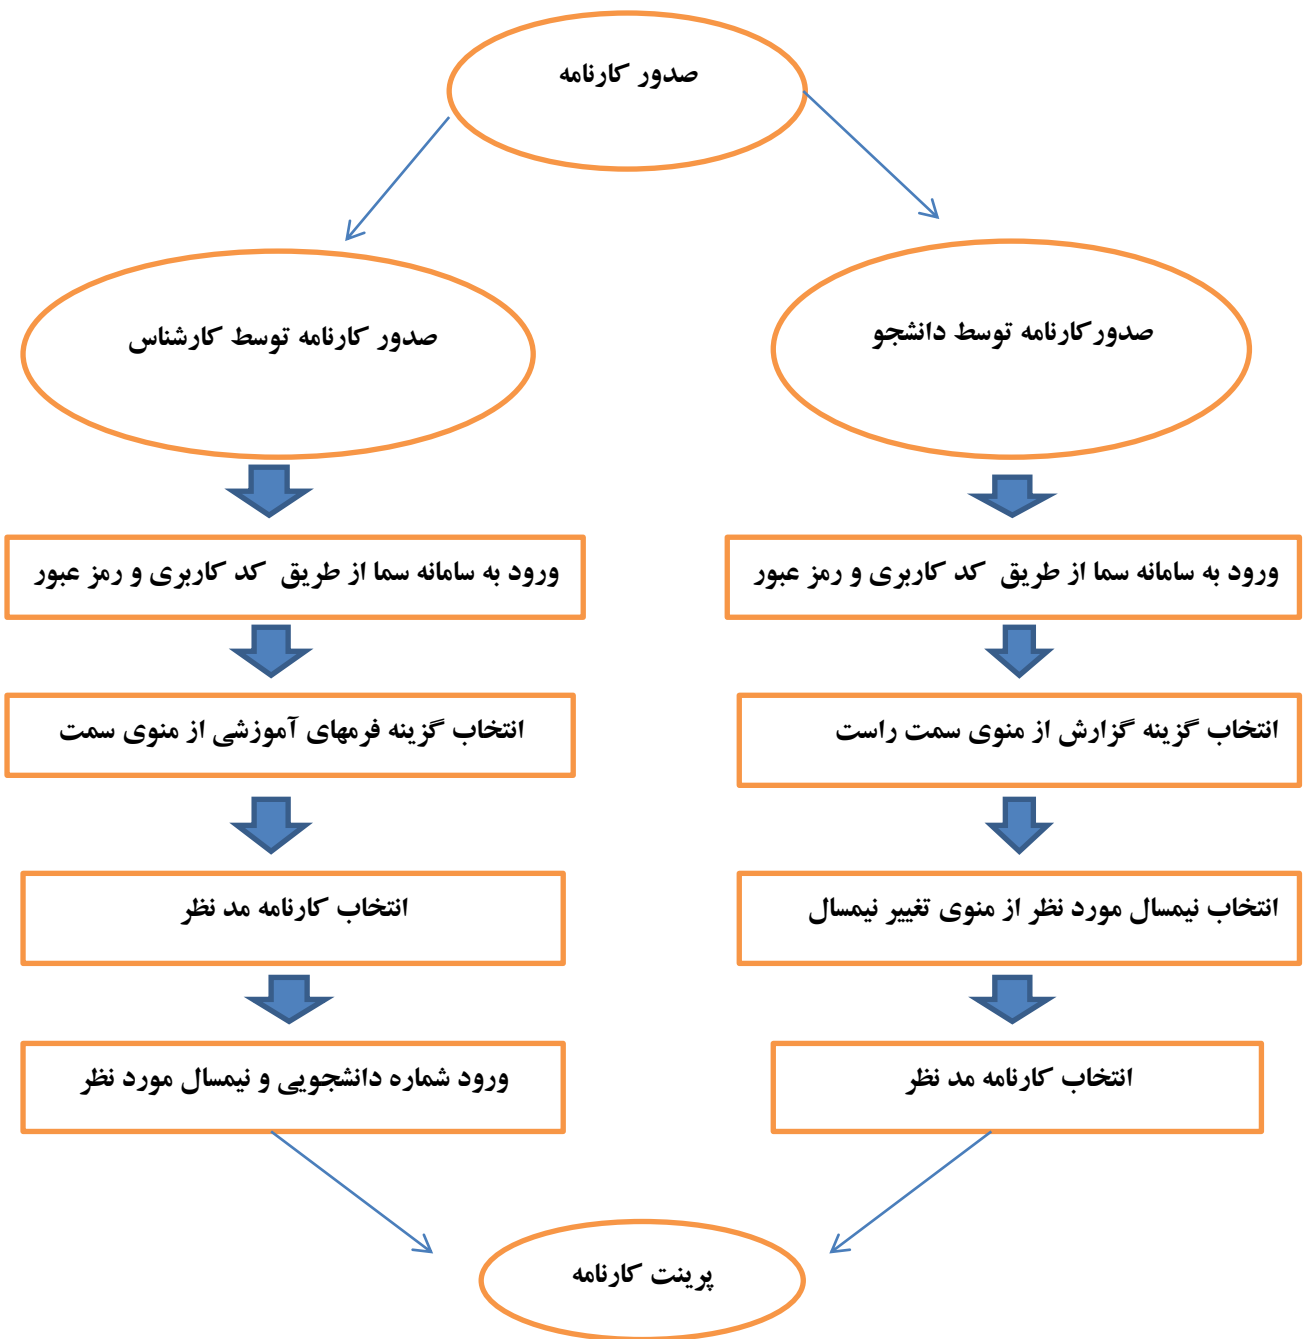 صدور کارنامه
صدورکارنامه توسط دانشجو
صدور کارنامه توسط کارشناس
ورود به سامانه سما از طریق کد کاربری و رمز عبور
ورود به سامانه سما از طریق کد کاربری و رمز عبور
انتخاب گزینه گزارش از منوی سمت راست
انتخاب گزینه فرمهای آموزشی از منوی سمت
انتخاب نیمسال مورد نظر از منوی تغییر نیمسال
انتخاب کارنامه مد نظر
انتخاب کارنامه مد نظر
ورود شماره دانشجویی و نیمسال مورد نظر
پرینت کارنامه